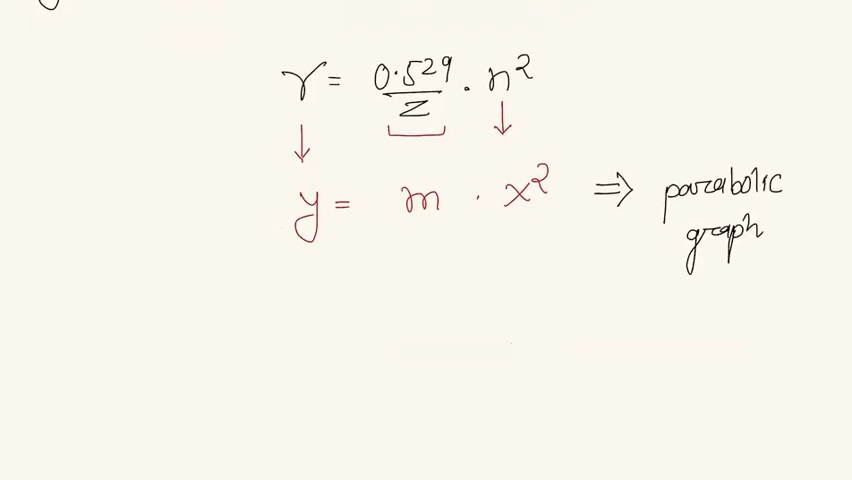 r = 0.529/Z . n²
y = m . x² ⇒ parabolic
graph